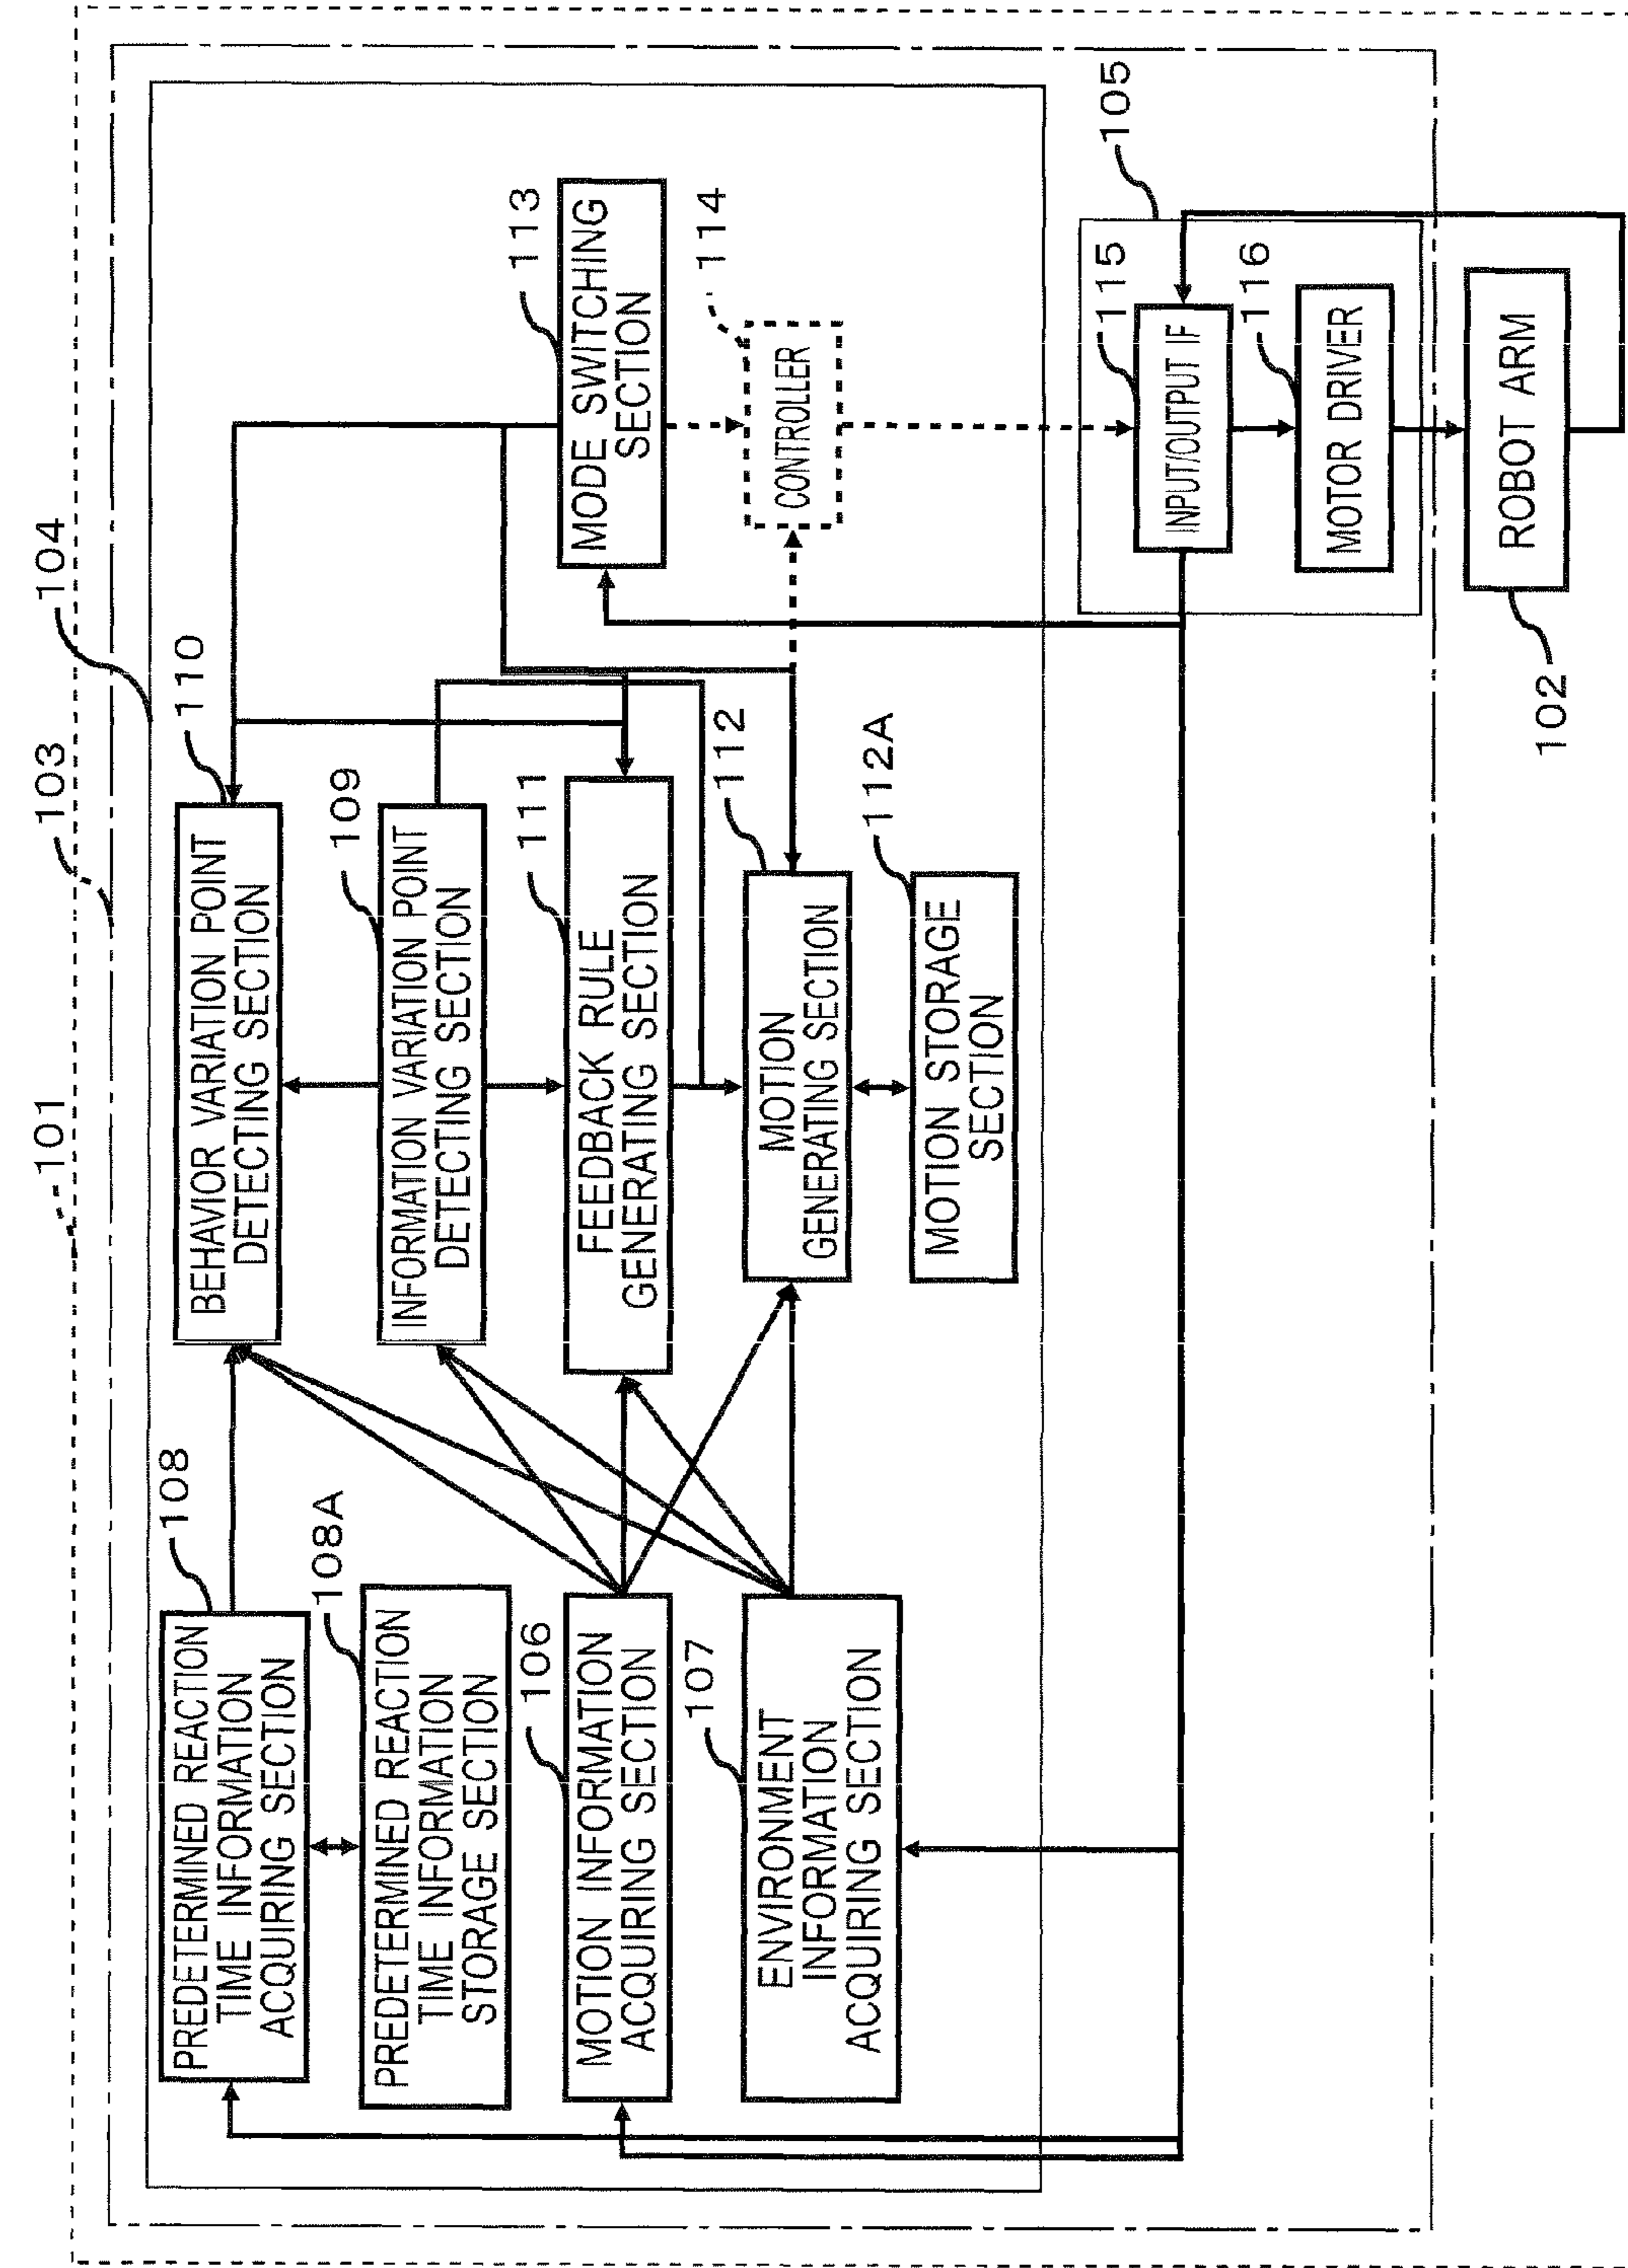 101
103
104
108
PREDETERMINED REACTION
TIME INFORMATION
ACQUIRING SECTION
108A
PREDETERMINED REACTION
TIME INFORMATION
STORAGE SECTION
106
MOTION INFORMATION
ACQUIRING SECTION
107
ENVIRONMENT
INFORMATION
ACQUIRING SECTION
110
BEHAVIOR VARIATION POINT
DETECTING SECTION
109
INFORMATION VARIATION POINT
DETECTING SECTION
111
FEEDBACK RULE
GENERATING SECTION
112
MOTION
GENERATING SECTION
112A
MOTION STORAGE
SECTION
113
MODE SWITCHING
SECTION
114
CONTROLLER
105
115
INPUT/OUTPUT IF
116
MOTOR DRIVER
ROBOT ARM
102